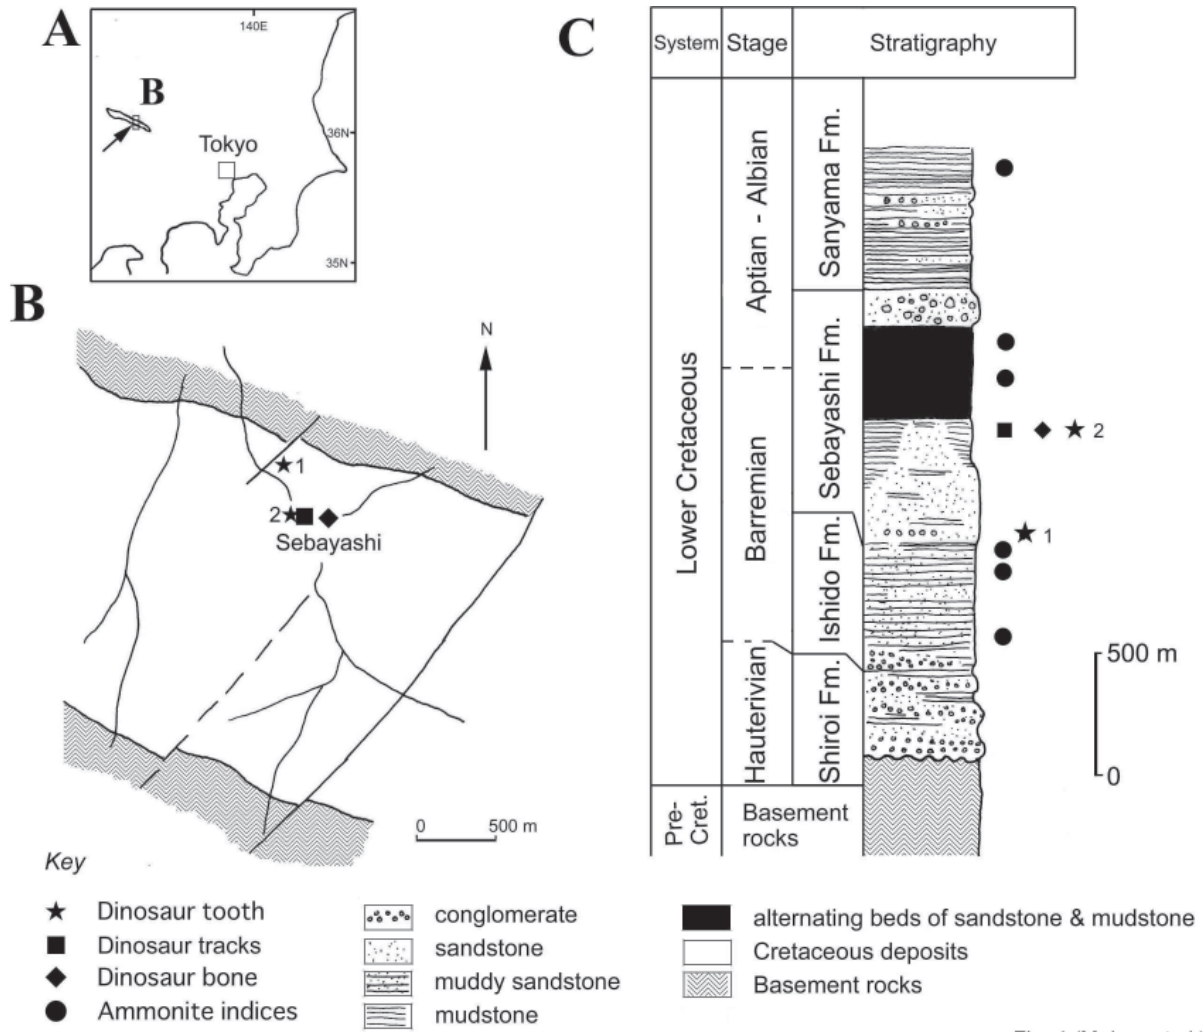 A
140E
B
36N
Tokyo
35N
B
N
1
2
Sebayashi
0 500 m
C
System Stage Stratigraphy
Lower Cretaceous
Pre-
Cret.
Aptian - Albian
Barremian
Hauterivian
Basement
rocks
Sanyama Fm.
Sebayashi Fm.
Ishido Fm.
Shiroi Fm.
2
1
500 m
0
Key
Dinosaur tooth
Dinosaur tracks
Dinosaur bone
Ammonite indices
conglomerate
sandstone
muddy sandstone
mudstone
alternating beds of sandstone & mudstone
Cretaceous deposits
Basement rocks